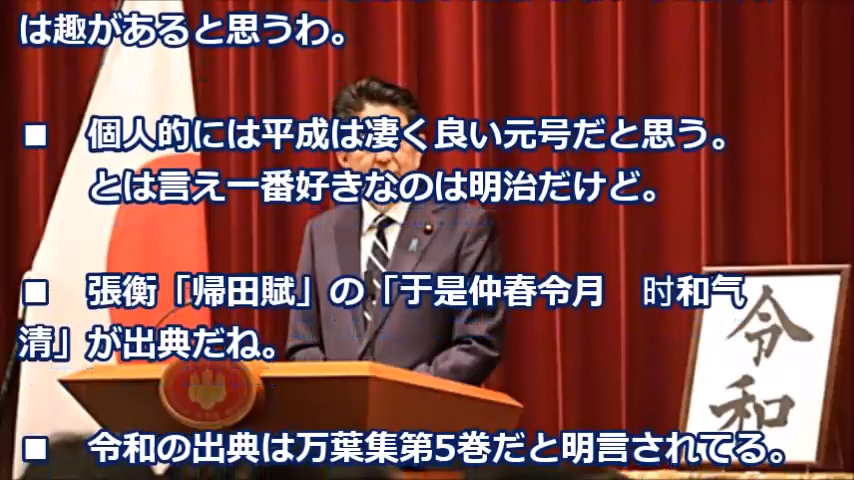 は趣があると思うわ。
■ 個人的には平成は凄く良い元号だと思う。
とは言え一番好きなのは明治だけど。
■ 張衡「帰田賦」の「于是仲春令月 时和气
清」が出典だね。
■ 令和の出典は万葉集第5巻だと明言されてる。
令和